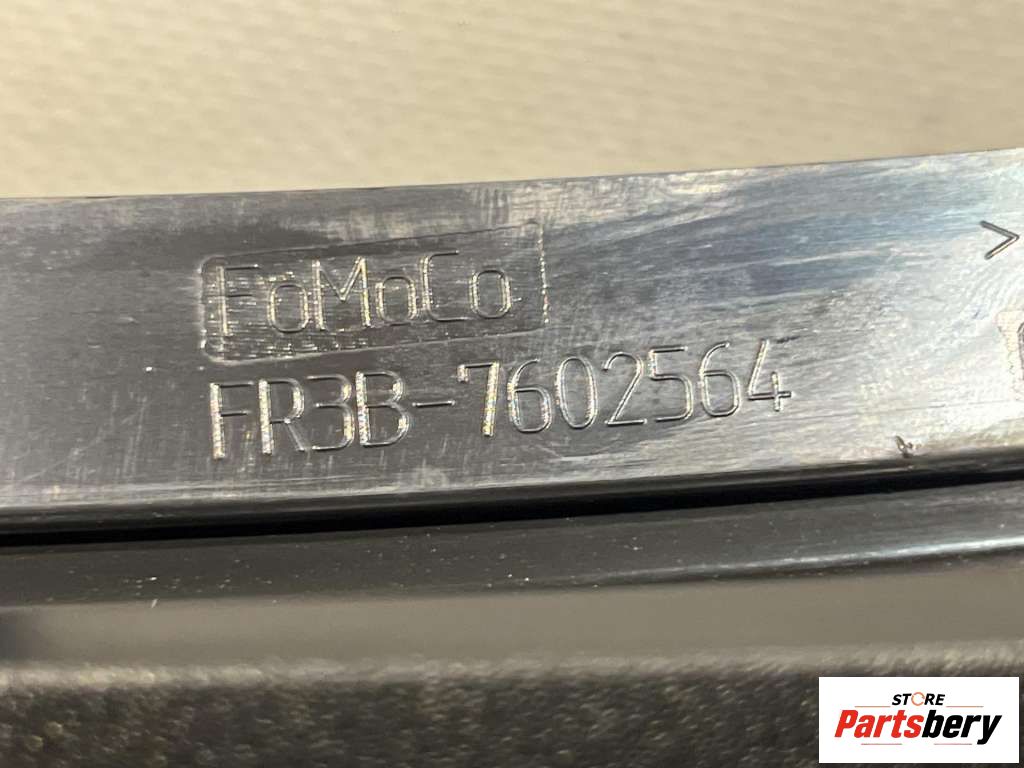 FoMoCo
FR3B-7602564
>
STORE
Partsbery